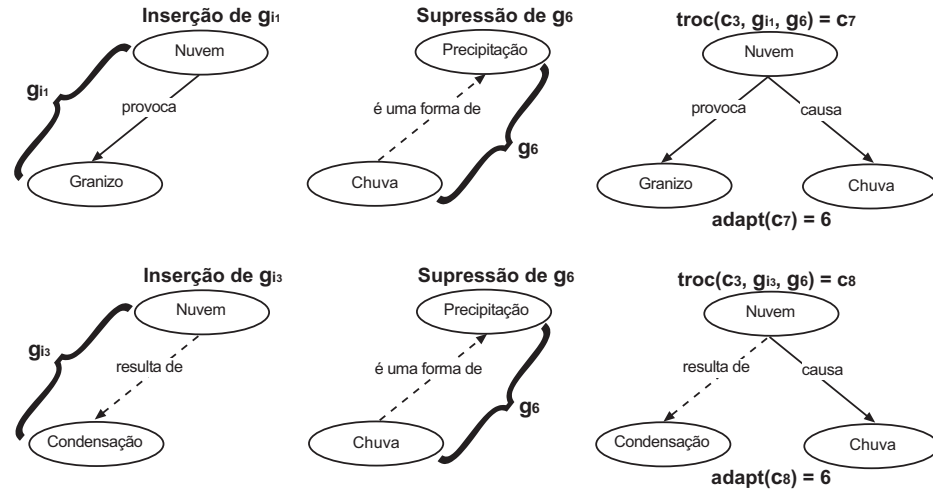 Inserção de gi1
Supressão de g6
troc(c3, gi1, g6) = c7
Nuvem
Precipitação
Nuvem
gi1
provoca
é uma forma de
provoca
causa
g6
Granizo
Chuva
Granizo
Chuva
adapt(c7) = 6
Inserção de gi3
Supressão de g6
troc(c3, gi3, g6) = c8
Nuvem
Precipitação
Nuvem
gi3
resulta de
é uma forma de
resulta de
causa
g6
Condensação
Chuva
Condensação
Chuva
adapt(c8) = 6